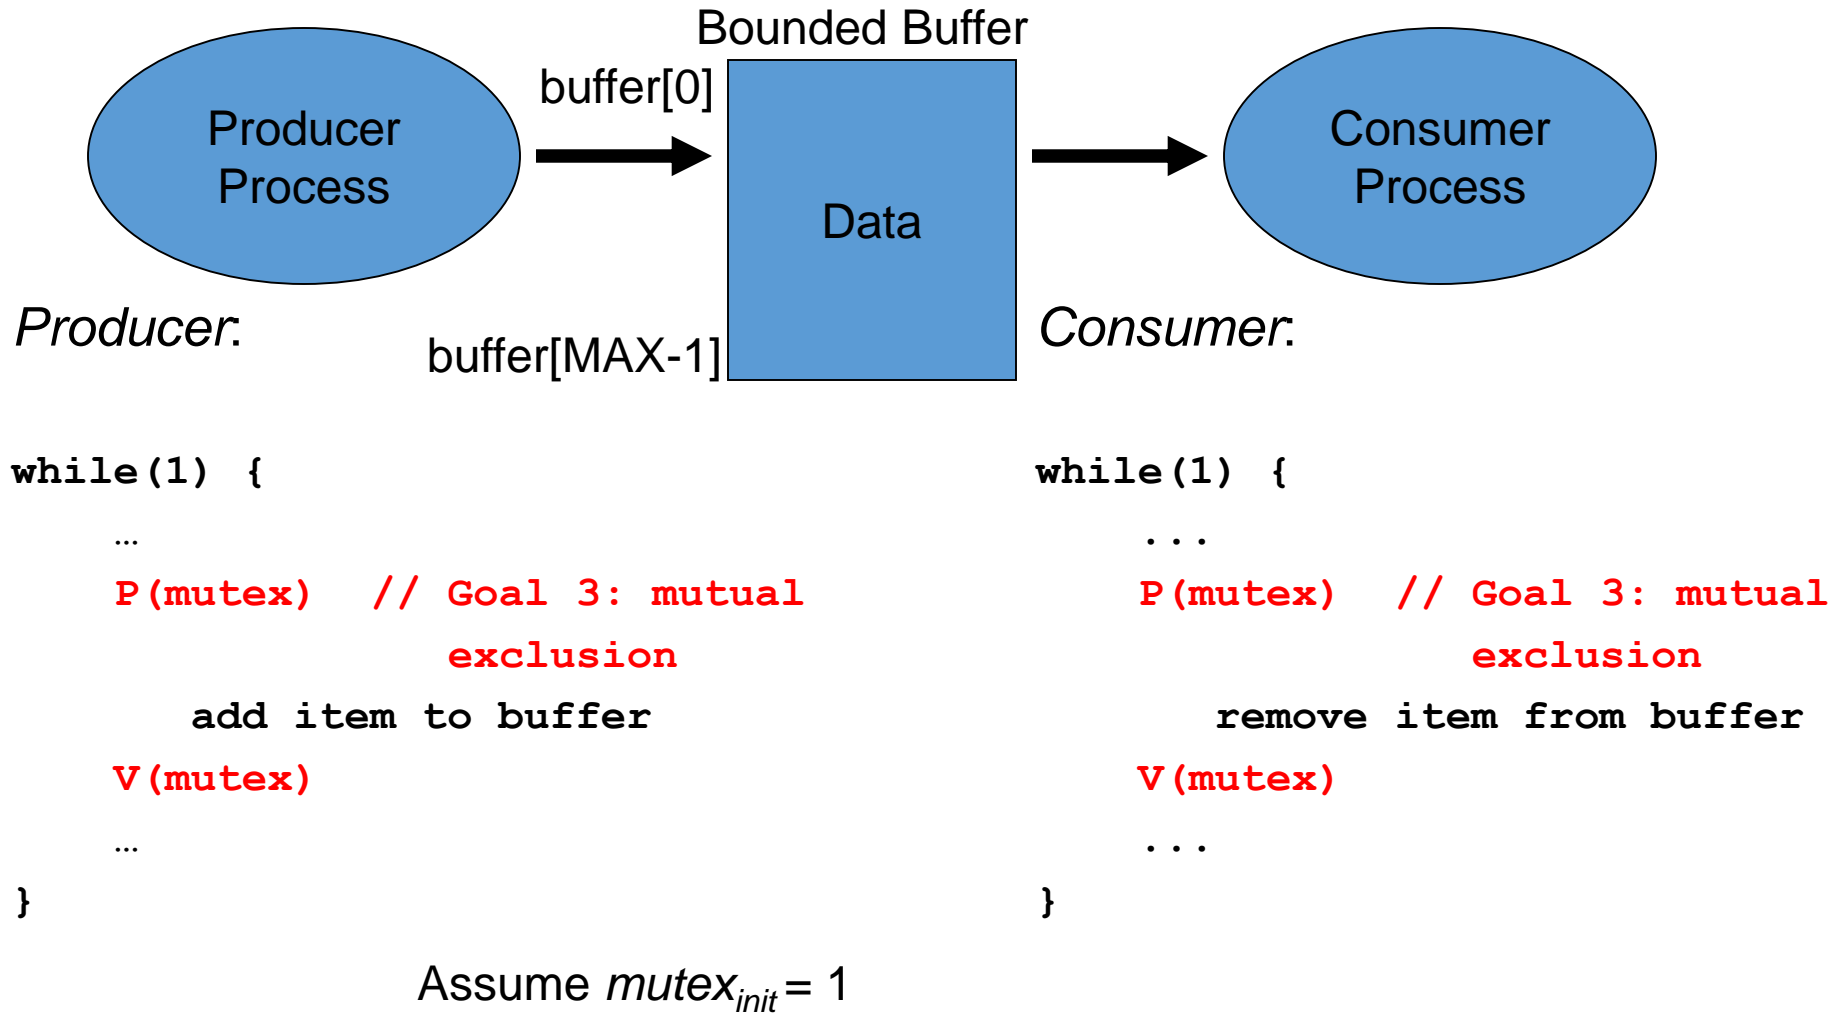 Bounded Buffer
buffer[0]
Producer
Process
Data
Consumer
Process
buffer[MAX-1]
Producer:
while(1) {
…
P(mutex) // Goal 3: mutual
exclusion
add item to buffer
V(mutex)
…
}
Consumer:
while(1) {
...
P(mutex) // Goal 3: mutual
exclusion
remove item from buffer
V(mutex)
...
}
Assume mutexinit = 1